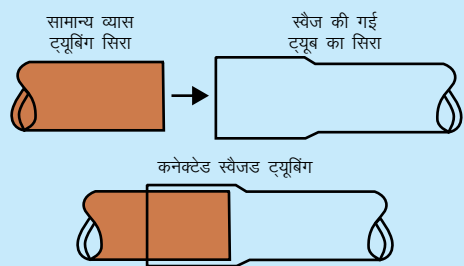 सामान्य व्यास
ट्यूबिंग सिरा
स्वैज की गई
ट्यूब का सिरा
कनेक्टेड स्वैजड ट्यूबिंग